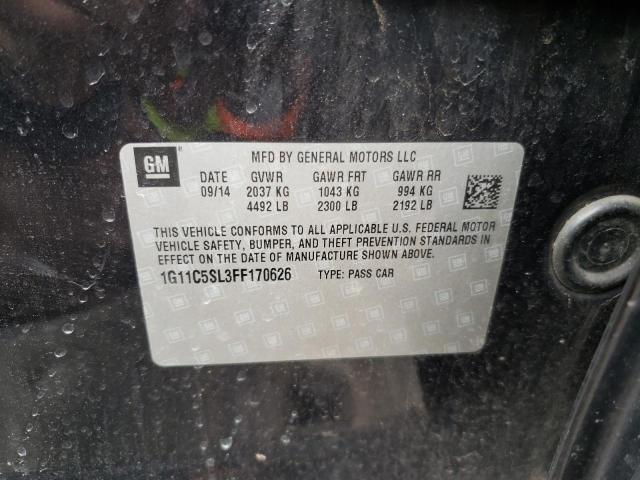 GM
MFD BY GENERAL MOTORS LLC
DATE GVWR GAWR FRT GAWR RR
09/14 2037 KG 1043 KG 994 KG
4492 LB 2300 LB 2192 LB
THIS VEHICLE CONFORMS TO ALL APPLICABLE U.S. FEDERAL MOTOR
VEHICLE SAFETY, BUMPER, AND THEFT PREVENTION STANDARDS IN
EFFECT ON THE DATE OF MANUFACTURE SHOWN ABOVE.
1G11C5SL3FF170626 TYPE: PASS CAR